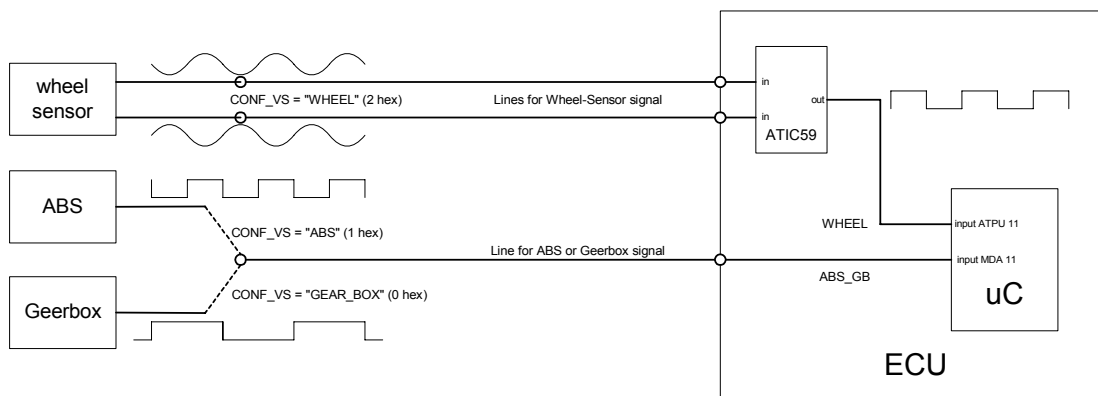 wheel
sensor
CONF_VS = "WHEEL" (2 hex)
Lines for Wheel-Sensor signal
in
in
out
ATIC59
ABS
CONF_VS = "ABS" (1 hex)
Line for ABS or Geerbox signal
WHEEL
input ATPU 11
ABS_GB
input MDA 11
uC
Geerbox
CONF_VS = "GEAR_BOX" (0 hex)
ECU